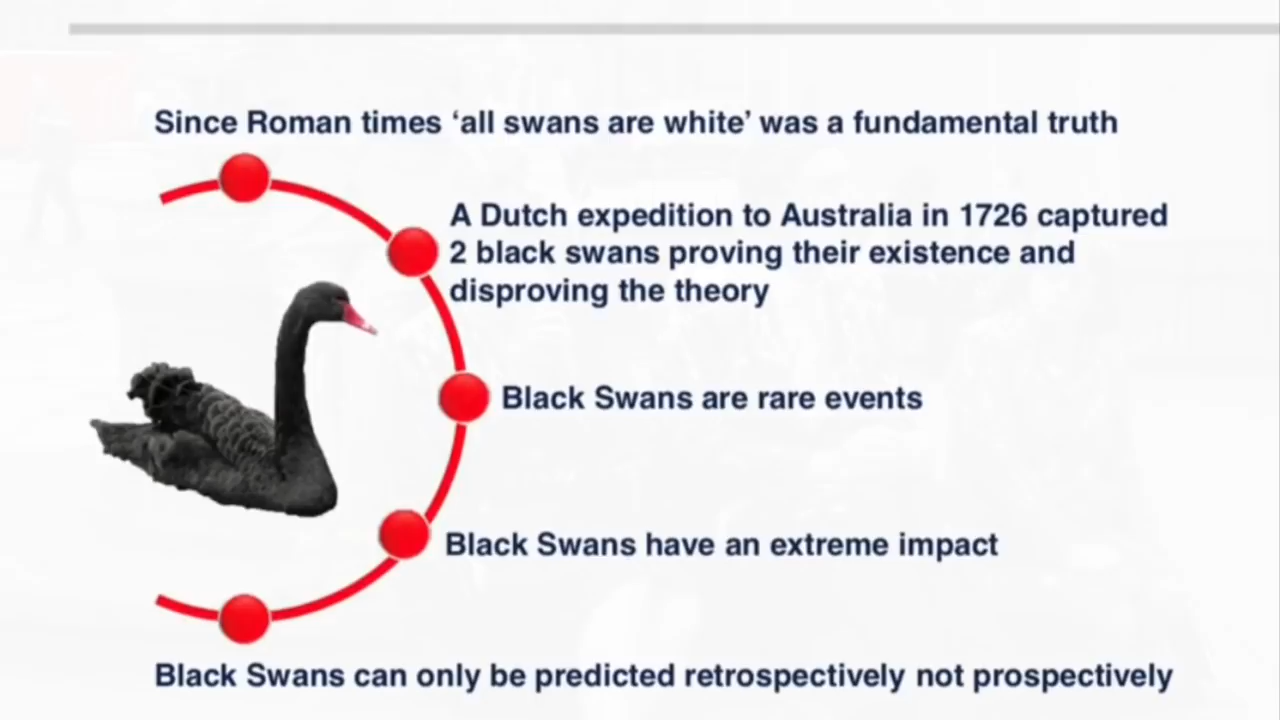 Since Roman times ‘all swans are white’ was a fundamental truth
A Dutch expedition to Australia in 1726 captured
2 black swans proving their existence and
disproving the theory
Black Swans are rare events
Black Swans have an extreme impact
Black Swans can only be predicted retrospectively not prospectively